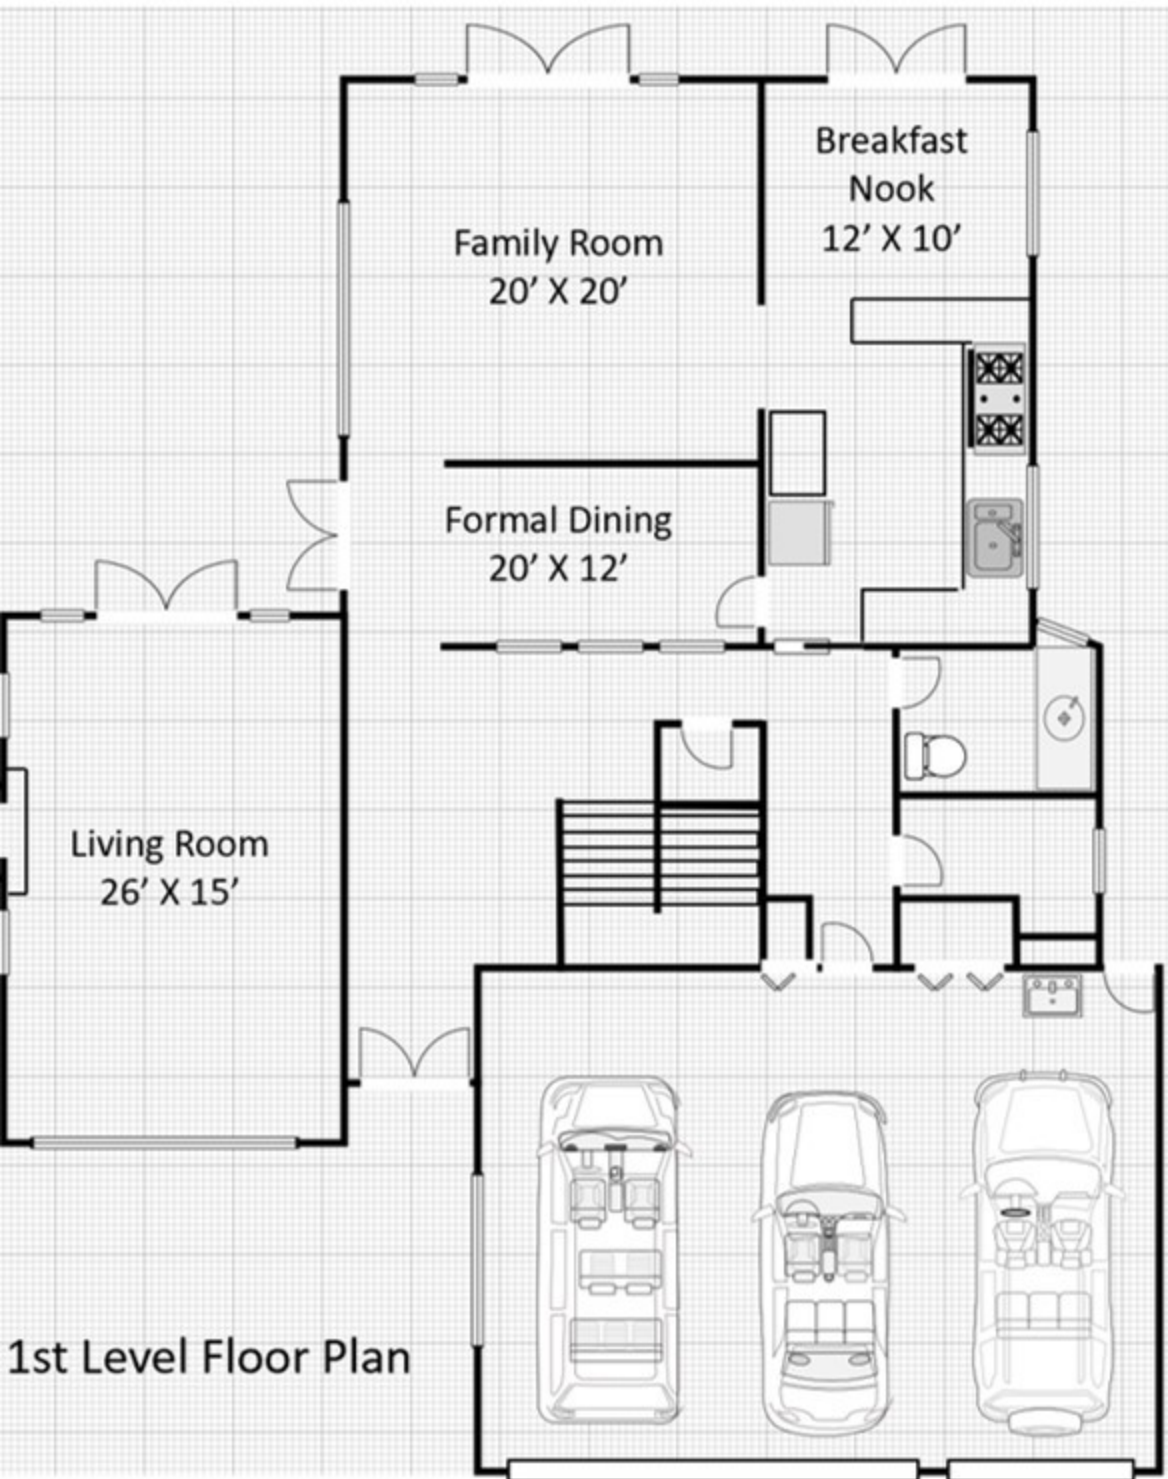 Breakfast
Nook
12’ X 10’
Family Room
20’ X 20’
Formal Dining
20’ X 12’
Living Room
26’ X 15’
1st Level Floor Plan